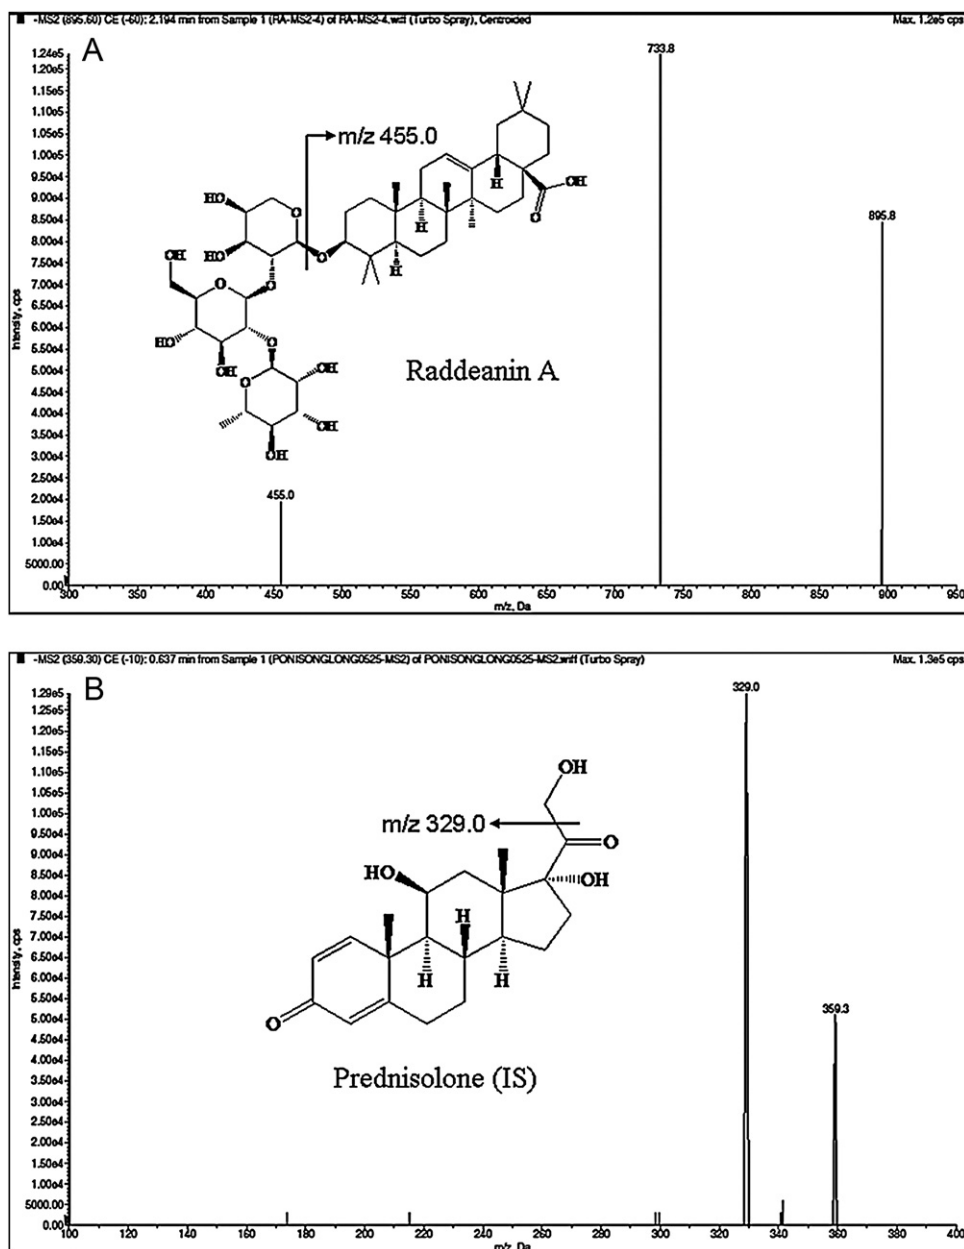 -MS2 (895.60) CE (-60): 2.194 min from Sample 1 (RA-MS2-4) of RA-MS2-4.wiff (Turbo Spray), Centroided Max. 1.2e5 cps
A
1.24e5
1.20e5
1.15e5
1.10e5
1.05e5
1.00e5
9.50e4
9.00e4
8.50e4
8.00e4
7.50e4
7.00e4
6.50e4
6.00e4
5.50e4
5.00e4
4.50e4
4.00e4
3.50e4
3.00e4
2.50e4
2.00e4
1.50e4
1.00e4
5000.00
0.00
Intensity, cps
733.8
895.8
455.0
m/z 455.0
O
OH
HO
O
HO
O
H
H
H
OH
O
O
HO
OH
O
O
OH
OH
OH
Raddeanin A
300 350 400 450 500 550 600 650 700 750 800 850 900 950
m/z, Da
-MS2 (359.30) CE (-10): 0.637 min from Sample 1 (PONISONGLONG0525-MS2) of PONISONGLONG0525-MS2.wiff (Turbo Spray) Max. 1.3e5 cps
B
1.29e5
1.25e5
1.20e5
1.15e5
1.10e5
1.05e5
1.00e5
9.50e4
9.00e4
8.50e4
8.00e4
7.50e4
7.00e4
6.50e4
6.00e4
5.50e4
5.00e4
4.50e4
4.00e4
3.50e4
3.00e4
2.50e4
2.00e4
1.50e4
1.00e4
5000.00
0.00
Intensity, cps
329.0
359.3
OH
m/z 329.0
O
HO
OH
H
H
H
O
Prednisolone (IS)
100 120 140 160 180 200 220 240 260 280 300 320 340 360 380 400
m/z, Da